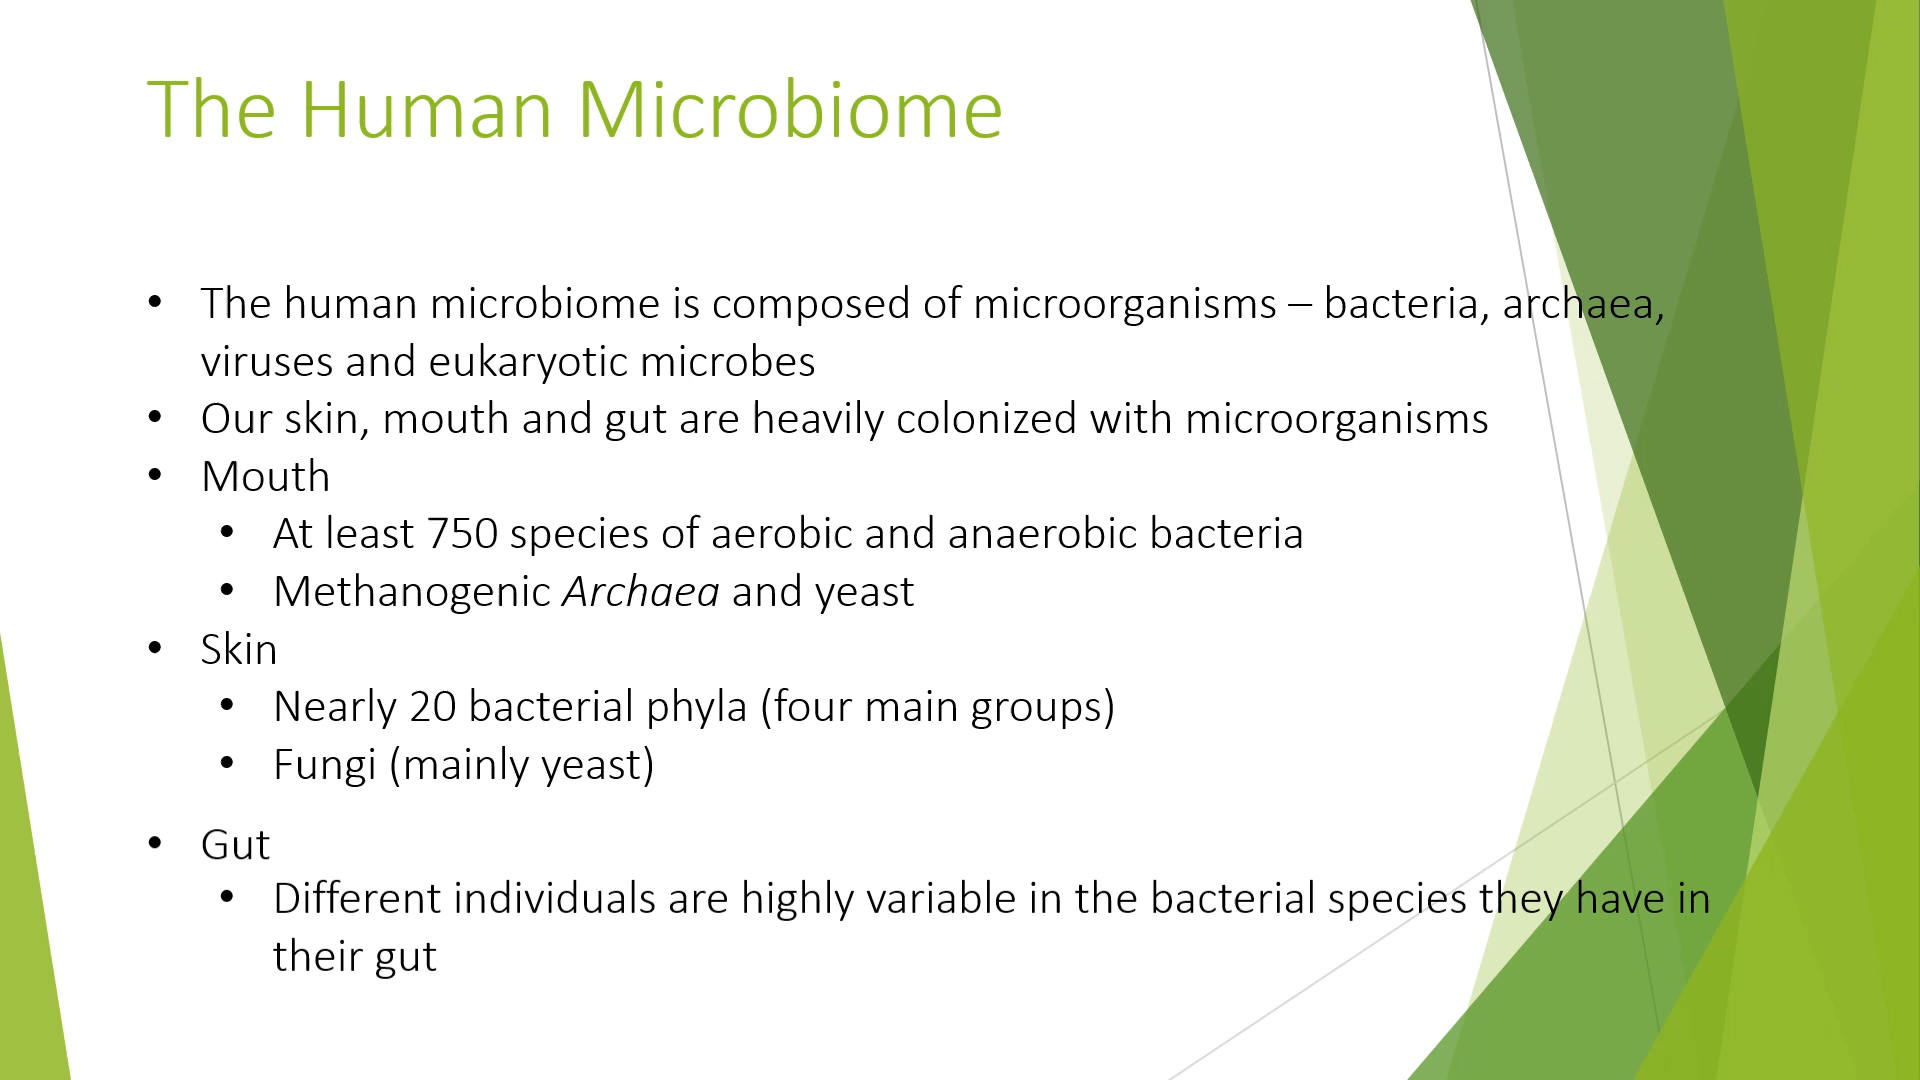 The Human Microbiome
• The human microbiome is composed of microorganisms – bacteria, archaea,
viruses and eukaryotic microbes
• Our skin, mouth and gut are heavily colonized with microorganisms
• Mouth
• At least 750 species of aerobic and anaerobic bacteria
• Methanogenic Archaea and yeast
• Skin
• Nearly 20 bacterial phyla (four main groups)
• Fungi (mainly yeast)
• Gut
• Different individuals are highly variable in the bacterial species they have in
their gut